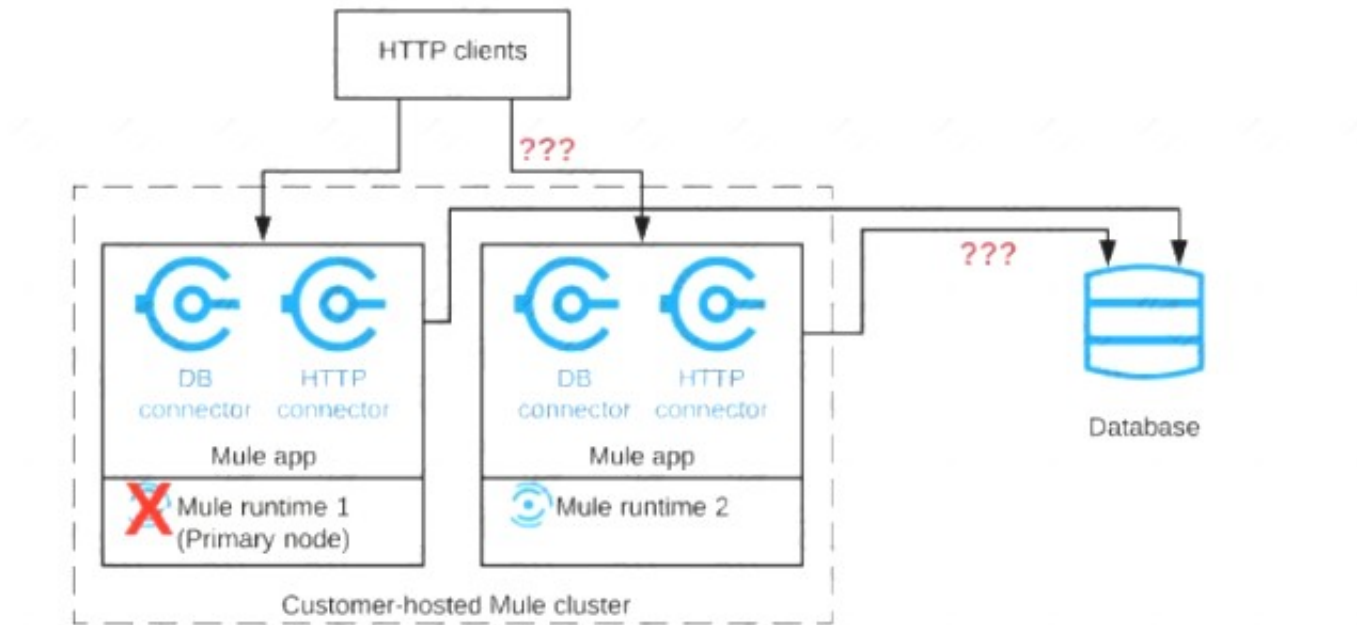 HTTP clients
???
???
DB
connector
HTTP
connector
DB
connector
HTTP
connector
Mule app
Mule app
Database
X
Mule runtime 1
(Primary node)
Mule runtime 2
Customer-hosted Mule cluster